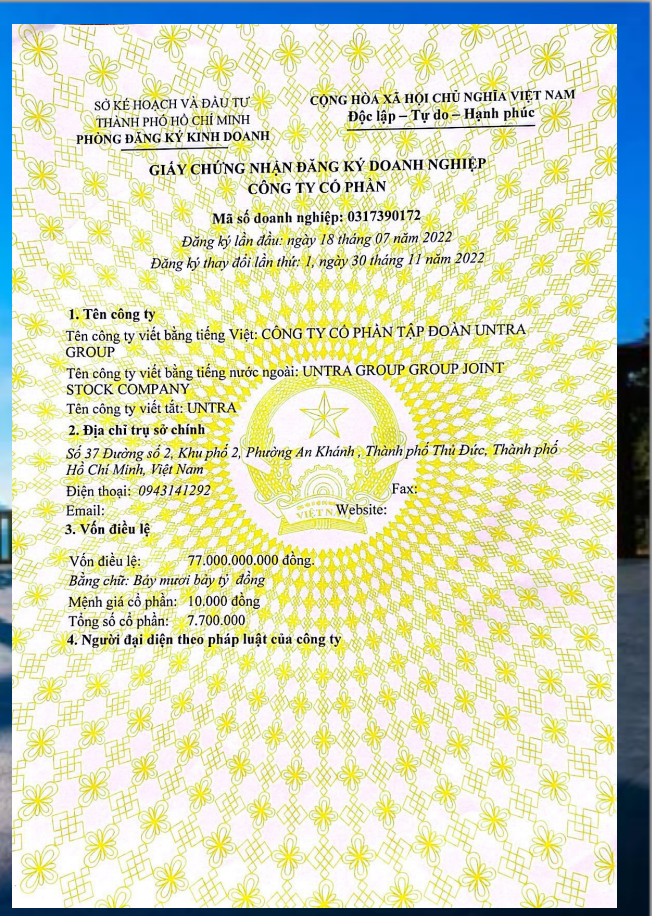 SỞ KẾ HOẠCH VÀ ĐẦU TƯ
THÀNH PHỐ HỒ CHÍ MINH
PHÒNG ĐĂNG KÝ KINH DOANH
CỘNG HÒA XÃ HỘI CHỦ NGHĨA VIỆT NAM
Độc lập – Tự do – Hạnh phúc
GIẤY CHỨNG NHẬN ĐĂNG KÝ DOANH NGHIỆP
CÔNG TY CỔ PHẦN
Mã số doanh nghiệp: 0317390172
Đăng ký lần đầu: ngày 18 tháng 07 năm 2022
Đăng ký thay đổi lần thứ: 1, ngày 30 tháng 11 năm 2022
1. Tên công ty
Tên công ty viết bằng tiếng Việt: CÔNG TY CỔ PHẦN TẬP ĐOÀN UNTRA
GROUP
Tên công ty viết bằng tiếng nước ngoài: UNTRA GROUP GROUP JOINT
STOCK COMPANY
Tên công ty viết tắt: UNTRA
2. Địa chỉ trụ sở chính
Số 37 Đường số 2, Khu phố 2, Phường An Khánh , Thành phố Thủ Đức, Thành phố
Hồ Chí Minh, Việt Nam
Điện thoại: 0943141292 Fax:
Email: Website:
VIỆT NAM
3. Vốn điều lệ
Vốn điều lệ: 77.000.000.000 đồng.
Bằng chữ: Bảy mươi bảy tỷ đồng
Mệnh giá cổ phần: 10.000 đồng
Tổng số cổ phần: 7.700.000
4. Người đại diện theo pháp luật của công ty